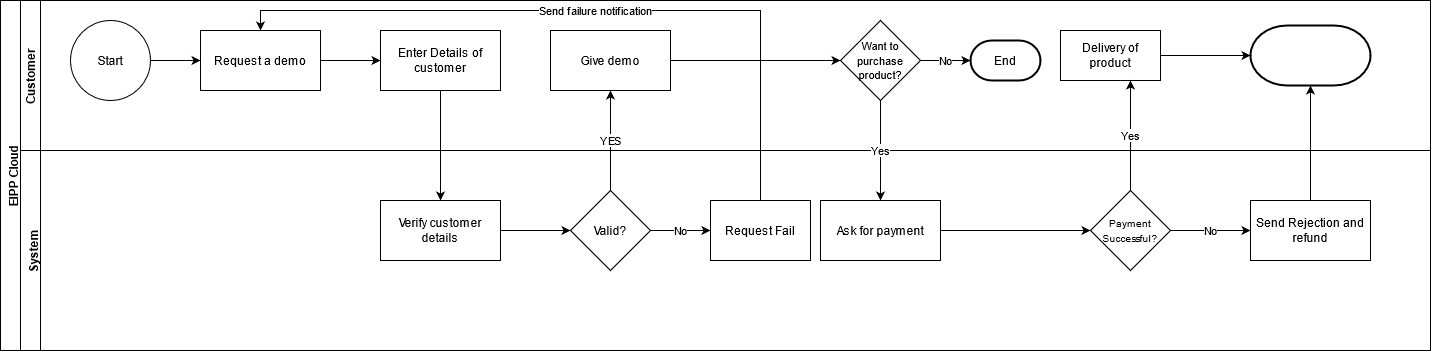 EIPP Cloud
Customer
System
Send failure notification
Start
Request a demo
Enter Details of
customer
Give demo
Want to
purchase
product?
No
End
Delivery of
product
YES
Yes
Yes
Verify customer
details
Valid?
No
Request Fail
Ask for payment
Payment
Successful?
No
Send Rejection and
refund